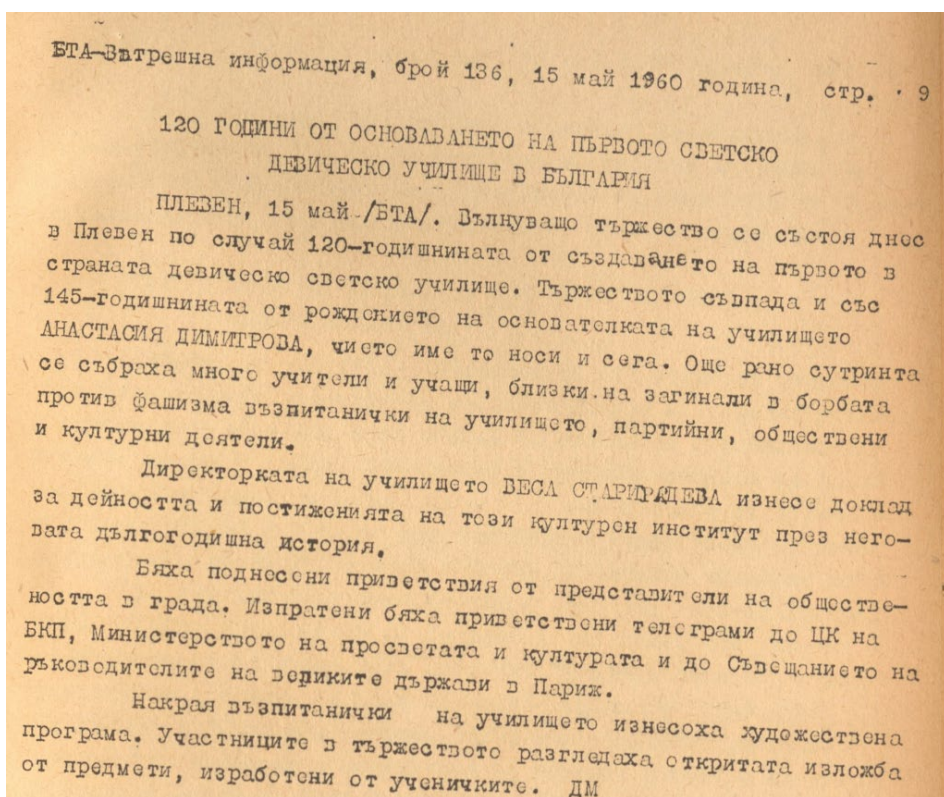 БТА-Вътрешна информация, брой 136, 15 май 1960 година, стр. 9
120 ГОДИНИ ОТ ОСНОВАВАНЕТО НА ПЪРВОТО СВЕТСКО
ДЕВИЧЕСКО УЧИЛИЩЕ В БЪЛГАРИЯ
ПЛЕВЕН, 15 май /БТА/. Вълнуващо тържество се състоя днес
в Плевен по случай 120-годишнината от създаването на първото в
страната девическо светско училище. Тържеството съвпада и със
145-годишнината от рождението на основателката на училището
АНАСТАСИЯ ДИМИТРОВА, чието име то носи и сега. Още рано сутринта
се събраха много учители и учащи, близки на загинали в борбата
против фашизма възпитанички на училището, партийни, обществени
и културни деятели.
Директорката на училището ВЕСА СТАРИРАДЕВА изнесе доклад
за дейността и постиженията на този културен институт през него-
вата дългогодишна история.
Бяха поднесени приветствия от представители на обществе-
ността в града. Изпратени бяха приветствени телеграми до ЦК на
БКП, Министерството на просветата и културата и до Съвещанието на
ръководителите на великите държави в Париж.
Накрая възпитанички на училището изнесоха художествена
програма. Участниците в тържеството разгледаха откритата изложба
от предмети, изработени от ученичките. ДМ